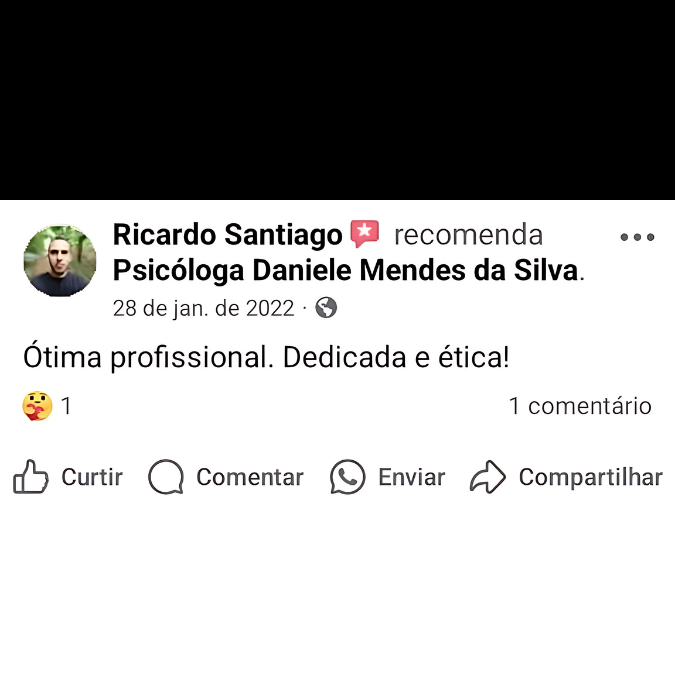 Ricardo Santiago recomenda
Psicóloga Daniele Mendes da Silva.
28 de jan. de 2022 ·
Ótima profissional. Dedicada e ética!
1 1 comentário
Curtir Comentar Enviar Compartilhar